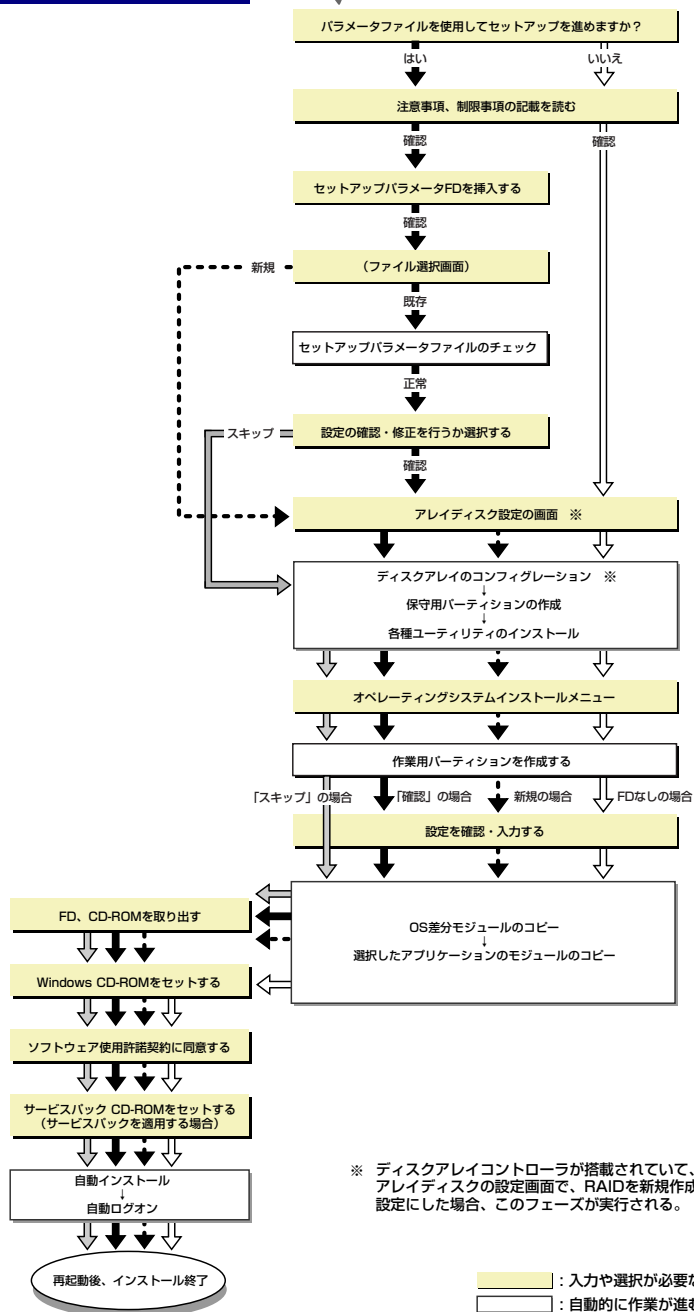 パラメータファイルを使用してセットアップを進めますか？
はい
いいえ
注意事項、制限事項の記載を読む
確認
確認
セットアップパラメータFDを挿入する
確認
新規
（ファイル選択画面）
既存
セットアップパラメータファイルのチェック
正常
スキップ
設定の確認・修正を行うか選択する
確認
アレイディスク設定の画面　※
ディスクアレイのコンフィグレーション　※
↓
保守用パーティションの作成
↓
各種ユーティリティのインストール
オペレーティングシステムインストールメニュー
作業用パーティションを作成する
「スキップ」の場合
「確認」の場合
新規の場合
FDなしの場合
設定を確認・入力する
OS差分モジュールのコピー
↓
選択したアプリケーションのモジュールのコピー
FD、CD-ROMを取り出す
Windows CD-ROMをセットする
ソフトウェア使用許諾契約に同意する
サービスパック CD-ROMをセットする
（サービスパックを適用する場合）
自動インストール
↓
自動ログオン
再起動後、インストール終了
※　ディスクアレイコントローラが搭載されていて、
アレイディスクの設定画面で、RAIDを新規作成
設定にした場合、このフェーズが実行される。
：入力や選択が必要な
：自動的に作業が進む